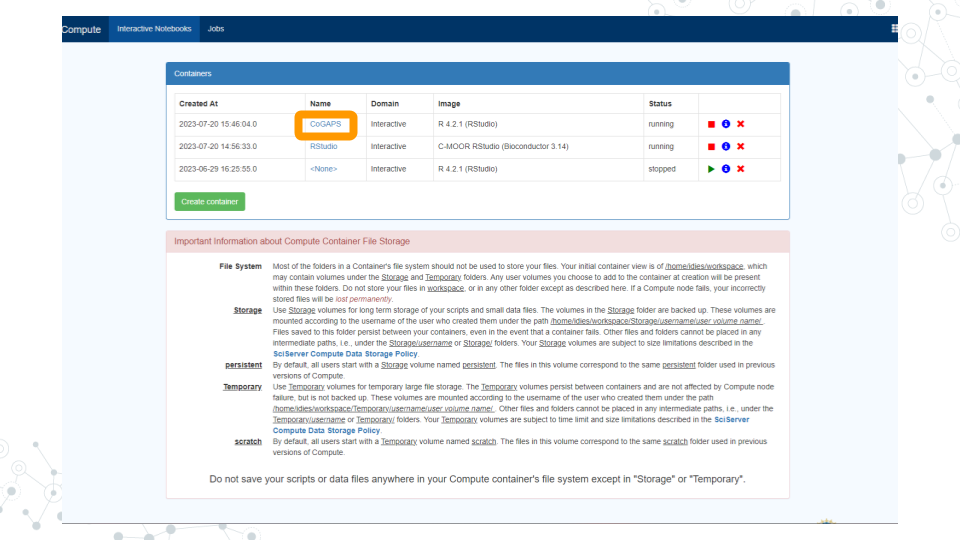 Compute Interactive Notebooks Jobs
Containers
Created At Name Domain Image Status
2023-07-20 15:46:04.0 CoGAPS Interactive R 4.2.1 (RStudio) running
2023-07-20 14:56:33.0 RStudio Interactive C-MOOR RStudio (Bioconductor 3.14) running
2023-06-29 16:25:55.0 <None> Interactive R 4.2.1 (RStudio) stopped
Create container
Important Information about Compute Container File Storage
File System Most of the folders in a Container's file system should not be used to store your files. Your initial container view is of /home/idies/workspace, which
may contain volumes under the Storage and Temporary folders. Any user volumes you choose to add to the container at creation will be present
within these folders. Do not store your files in workspace, or in any other folder except as described here. If a Compute node fails, your incorrectly
stored files will be lost permanently.
Storage Use Storage volumes for long term storage of your scripts and small data files. The volumes in the Storage folder are backed up. These volumes are
mounted according to the username of the user who created them under the path /home/idies/workspace/Storage/username/user volume name/ .
Files saved to this folder persist between your containers, even in the event that a container fails. Other files and folders cannot be placed in any
intermediate paths, i.e., under the Storage/username or Storage/ folders. Your Storage volumes are subject to size limitations described in the
SciServer Compute Data Storage Policy.
persistent By default, all users start with a Storage volume named persistent. The files in this volume correspond to the same persistent folder used in previous
versions of Compute.
Temporary Use Temporary volumes for temporary large file storage. The Temporary volumes persist between containers and are not affected by Compute node
failure, but is not backed up. These volumes are mounted according to the username of the user who created them under the path
/home/idies/workspace/Temporary/username/user volume name/ . Other files and folders cannot be placed in any intermediate paths, i.e., under the
Temporary/username or Temporary/ folders. Your Temporary volumes are subject to time limit and size limitations described in the SciServer
Compute Data Storage Policy.
scratch By default, all users start with a Temporary volume named scratch. The files in this volume correspond to the same scratch folder used in previous
versions of Compute.
Do not save your scripts or data files anywhere in your Compute container's file system except in "Storage" or "Temporary".